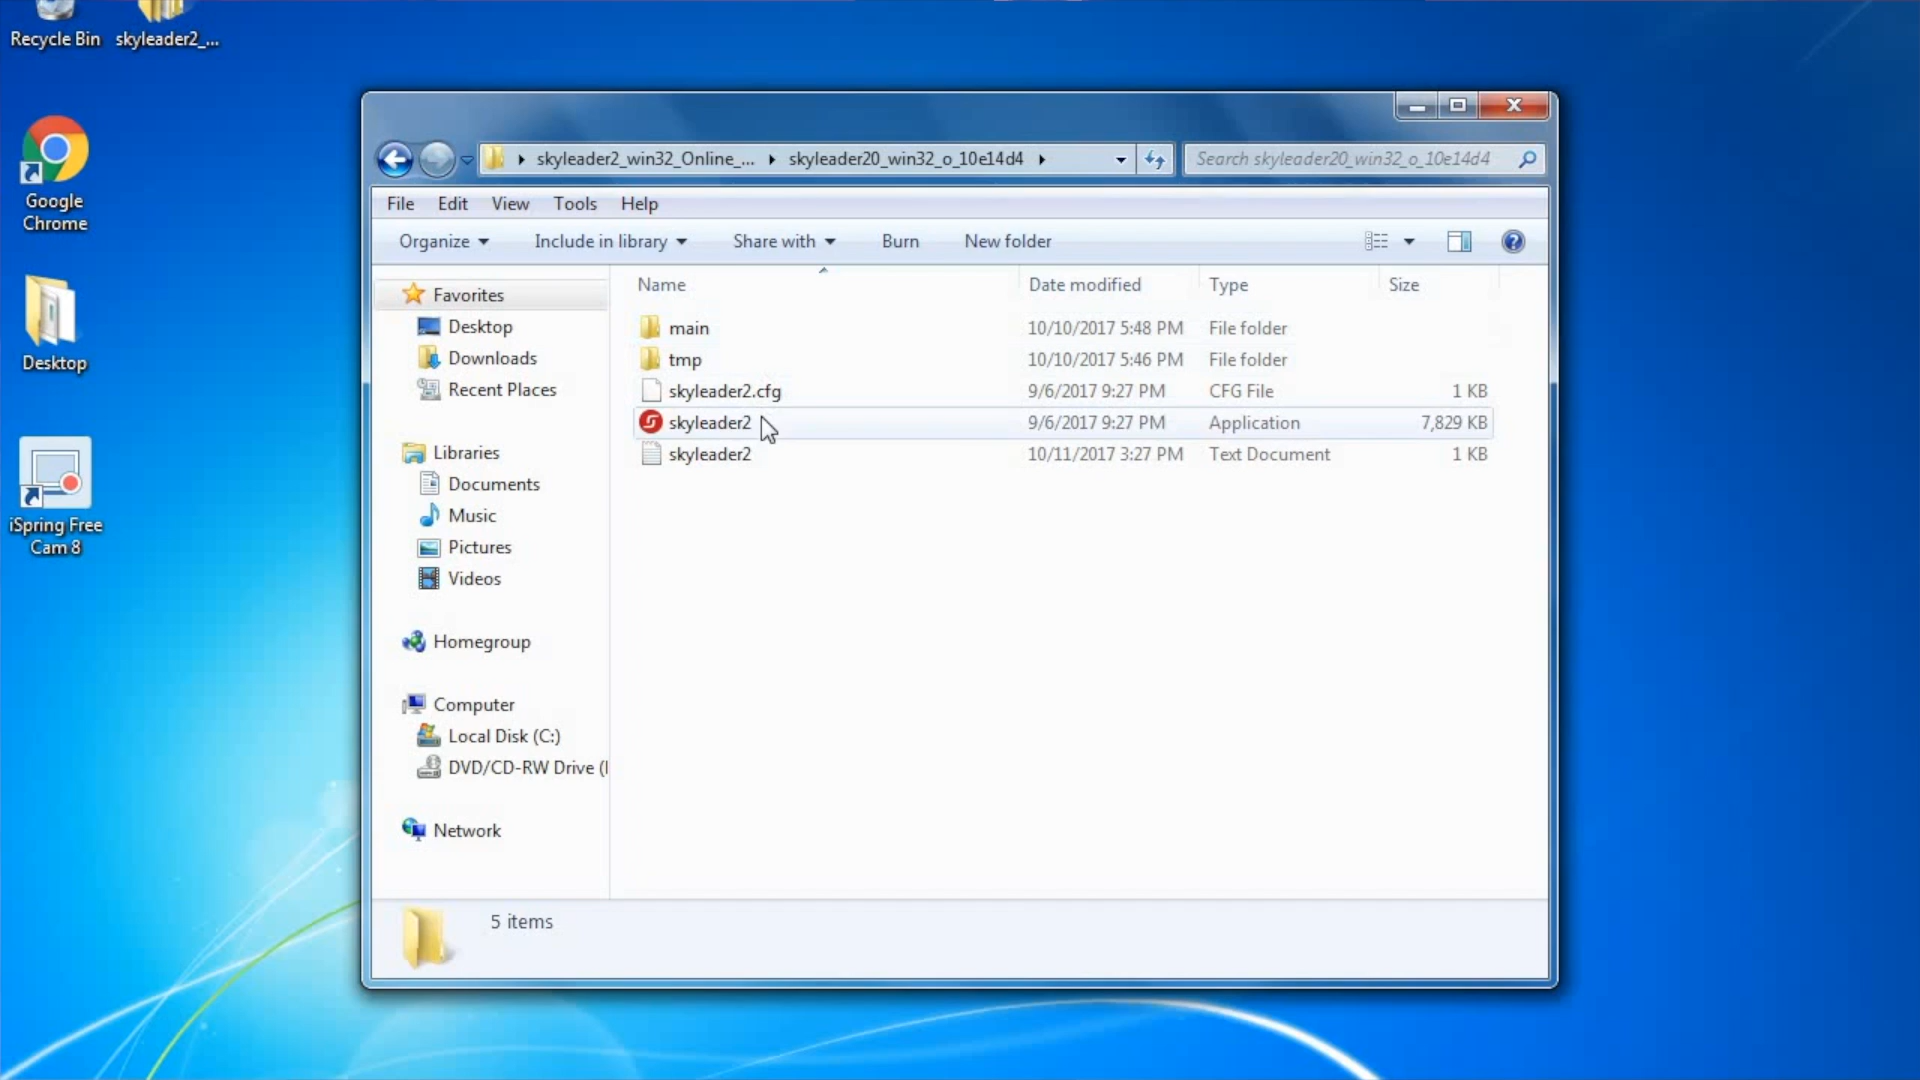 Recycle Bin
skyleader2_...
Google
Chrome
Desktop
iSpring Free
Cam 8
skyleader2_win32_Online_...
skyleader20_win32_o_10e14d4
Search skyleader20_win32_o_10e14d4
File Edit View Tools Help
Organize Include in library Share with Burn New folder
Favorites
Desktop
Downloads
Recent Places
Libraries
Documents
Music
Pictures
Videos
Homegroup
Computer
Local Disk (C:)
DVD/CD-RW Drive (
Network
Name Date modified Type Size
main 10/10/2017 5:48 PM File folder
tmp 10/10/2017 5:46 PM File folder
skyleader2.cfg 9/6/2017 9:27 PM CFG File 1 KB
skyleader2 9/6/2017 9:27 PM Application 7,829 KB
skyleader2 10/11/2017 3:27 PM Text Document 1 KB
5 items